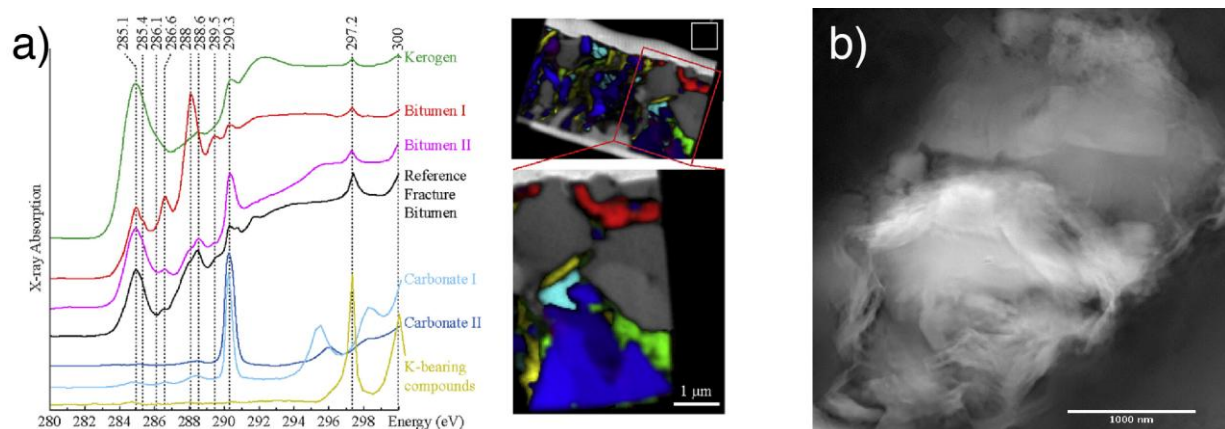 a)
285.1
285.4
286.1
286.6
288
288.6
289.5
290.3
297.2
300
Kerogen
Bitumen I
Bitumen II
Reference
Fracture
Bitumen
Carbonate I
Carbonate II
K-bearing
compounds
X-ray Absorption
280 282 284 286 288 290 292 294 296 298 Energy (eV)
1 µm
b)
1000 nm